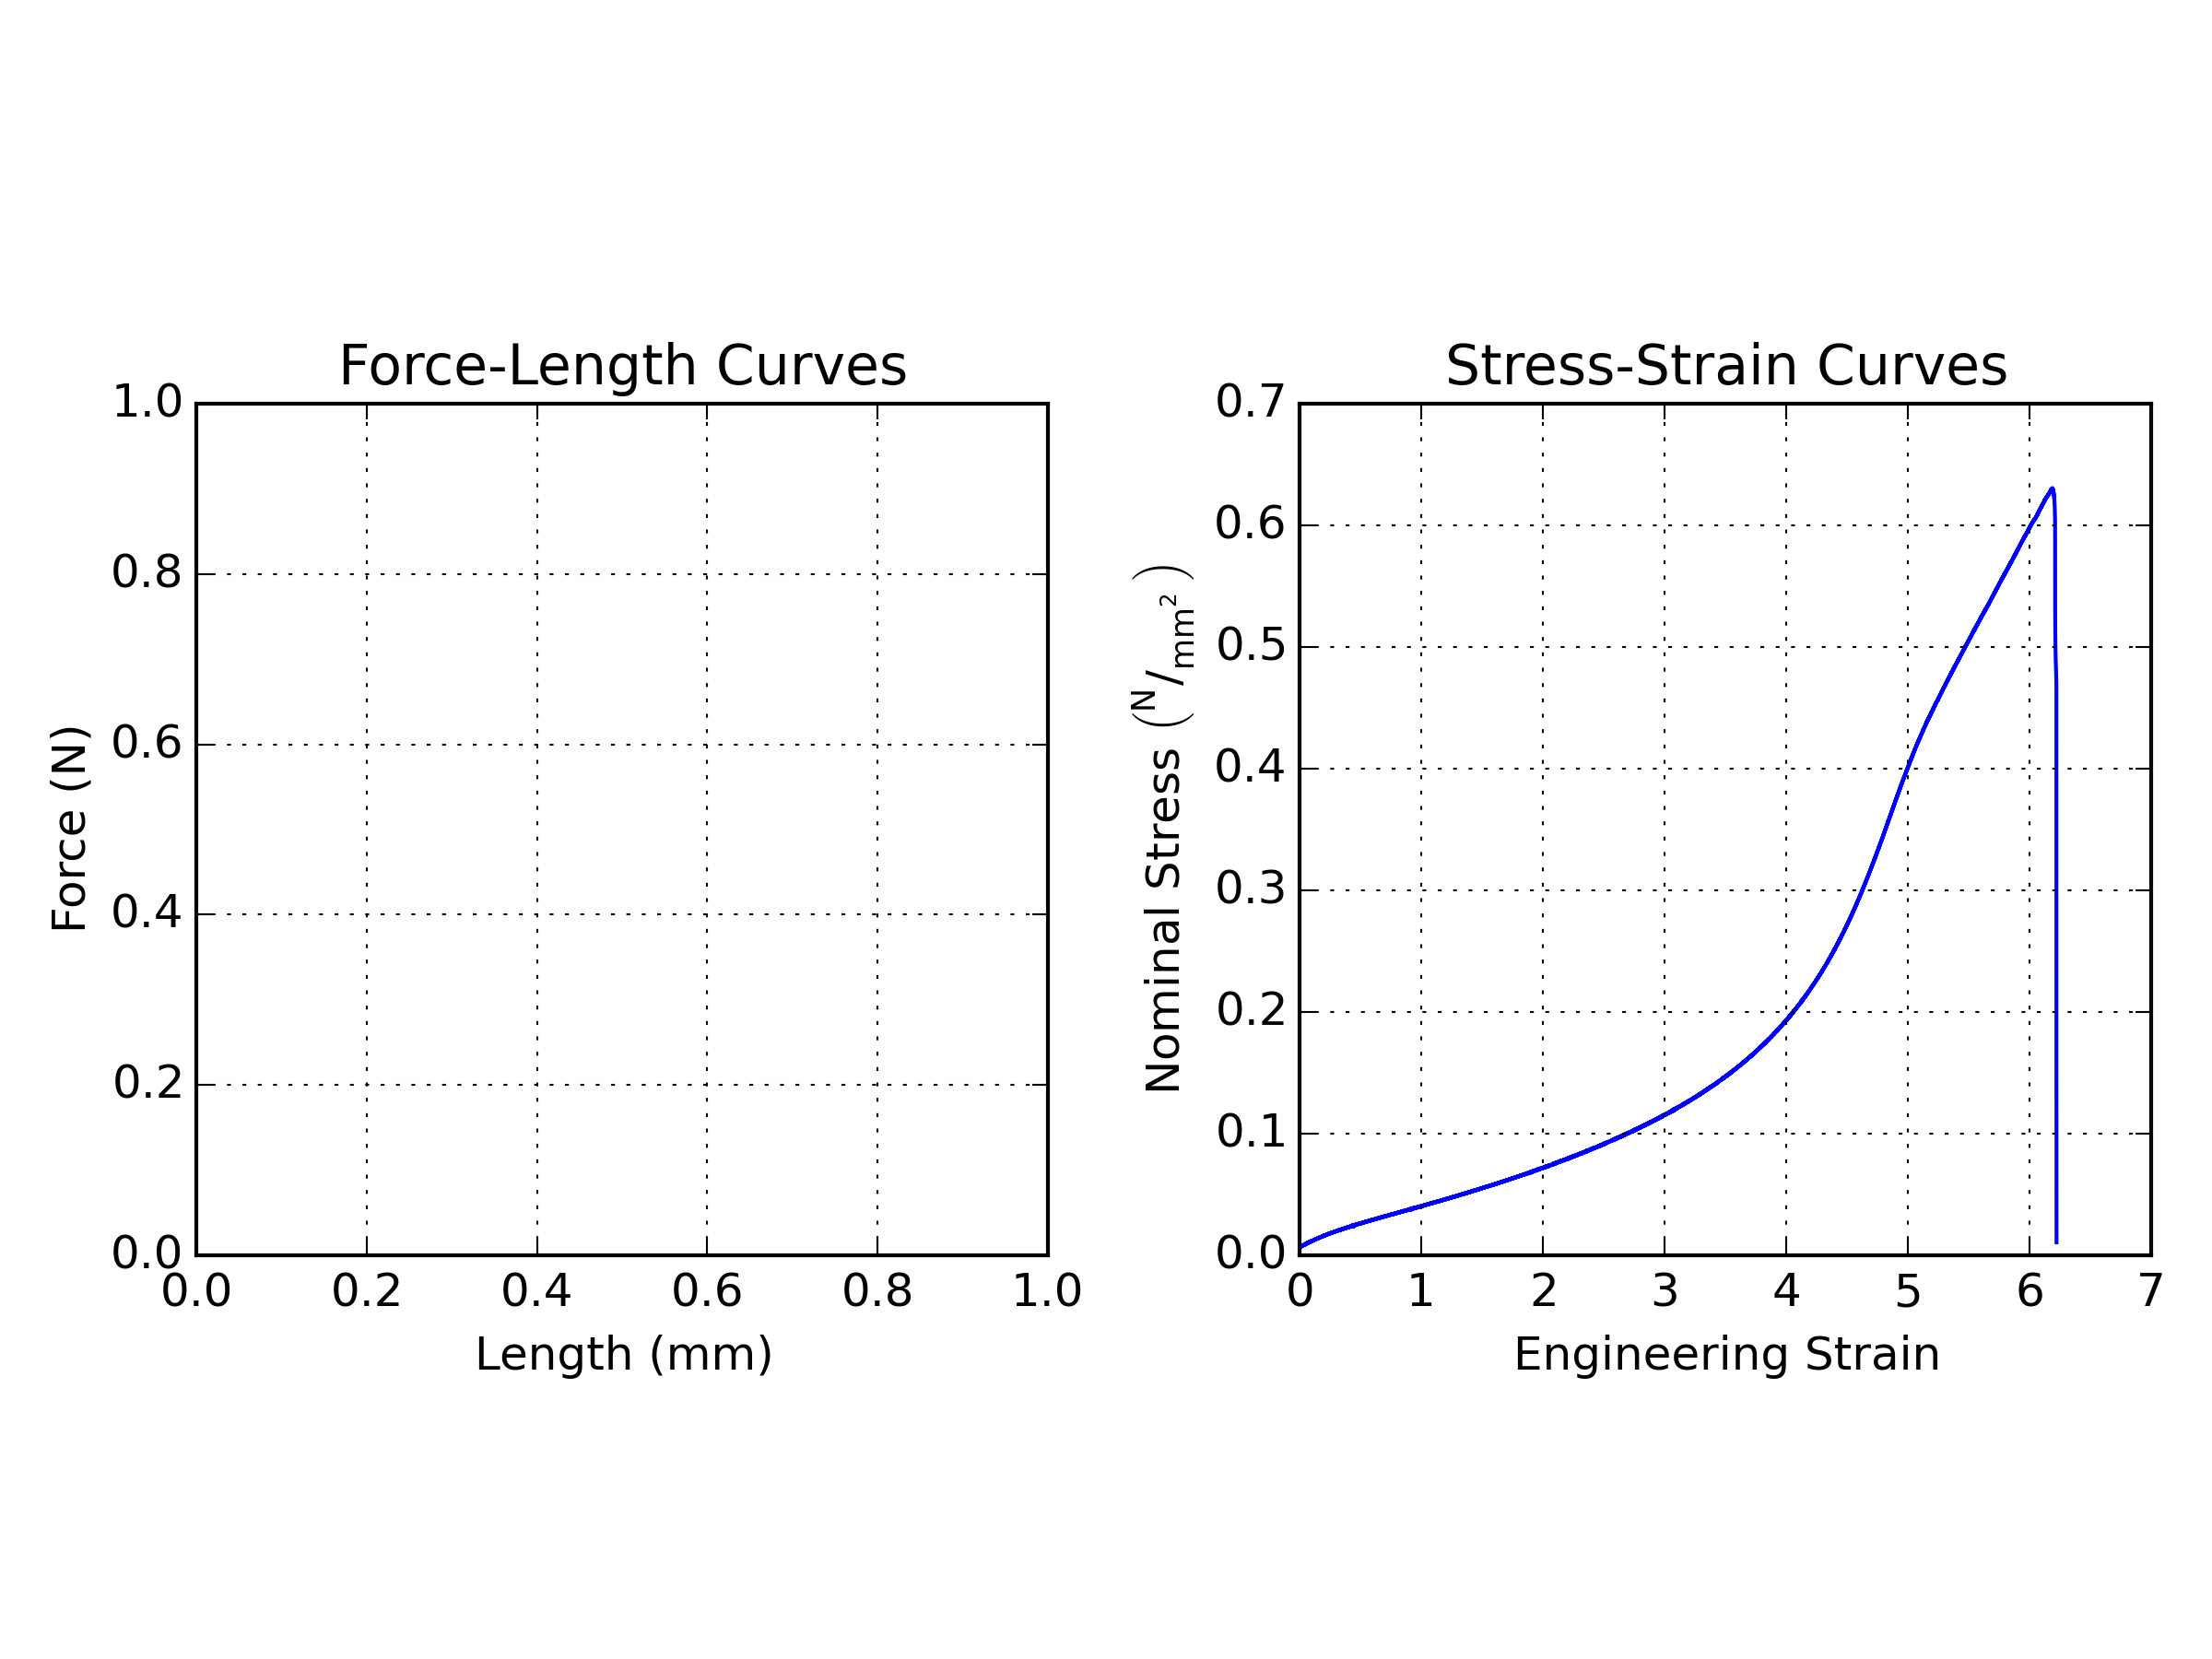 Force-Length Curves
1.0
0.8
0.6
0.4
0.2
0.0
Force (N)
0.0 0.2 0.4 0.6 0.8 1.0
Length (mm)
Stress-Strain Curves
0.7
0.6
0.5
0.4
0.3
0.2
0.1
0.0
Nominal Stress (N/mm²)
0 1 2 3 4 5 6 7
Engineering Strain